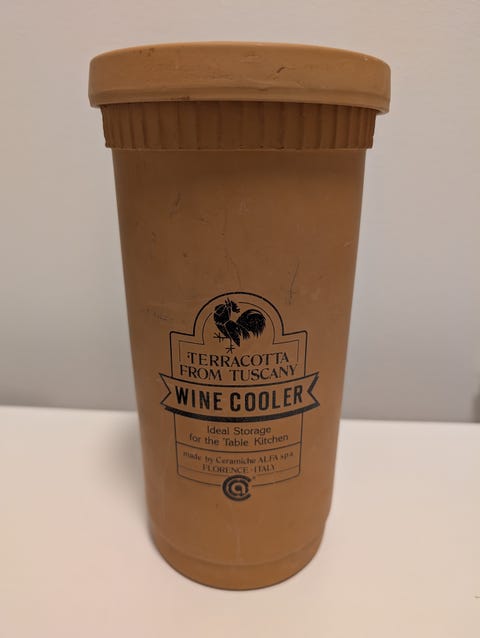 TERRACOTTA
FROM TUSCANY
WINE COOLER
Ideal Storage
for the Table Kitchen
made by Ceramiche ALFA s.p.a.
FLORENCE - ITALY